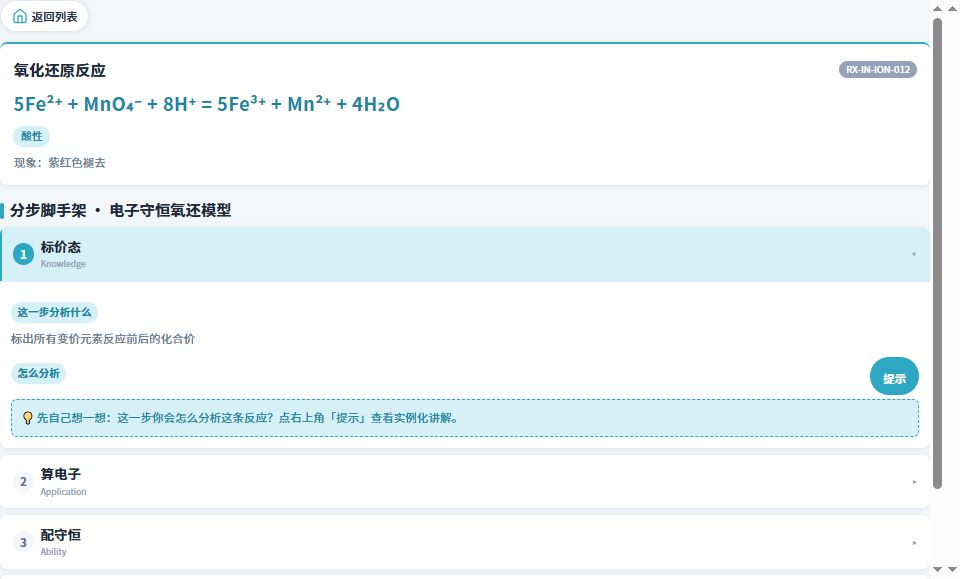 返回列表
氧化还原反应
RX-IN-ION-012
5Fe²⁺ + MnO₄⁻ + 8H⁺ = 5Fe³⁺ + Mn²⁺ + 4H₂O
酸性
现象：紫红色褪去
分步脚手架 · 电子守恒氧还模型
1 标价态
Knowledge
这一步分析什么
标出所有变价元素反应前后的化合价
怎么分析
提示
先自己想一想：这一步你会怎么分析这条反应？点右上角「提示」查看实例化讲解。
2 算电子
Application
3 配守恒
Ability